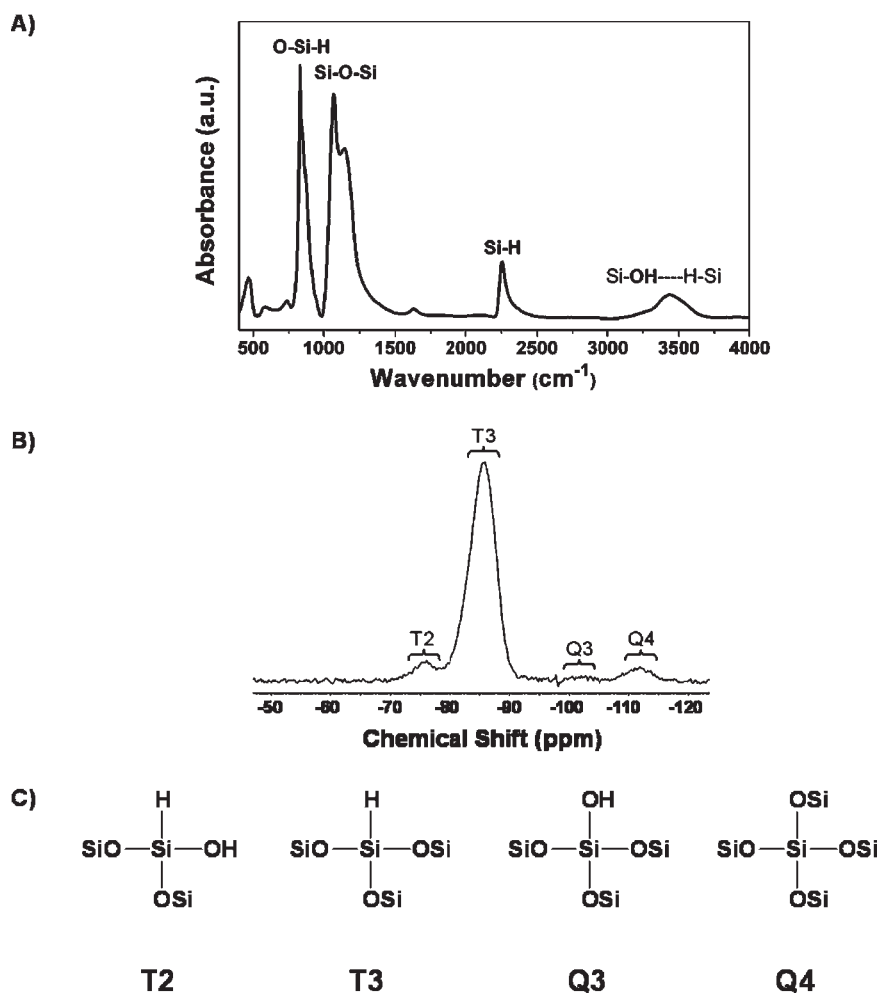 A)
O-Si-H
Si-O-Si
Si-H
Si-OH----H-Si
Absorbance (a.u.)
500 1000 1500 2000 2500 3000 3500 4000
Wavenumber (cm⁻¹)
B)
T3
T2
Q3
Q4
-50 -60 -70 -80 -90 -100 -110 -120
Chemical Shift (ppm)
C)
H H OH OSi
SiO—Si—OH SiO—Si—OSi SiO—Si—OSi SiO—Si—OSi
OSi OSi OSi OSi
T2 T3 Q3 Q4